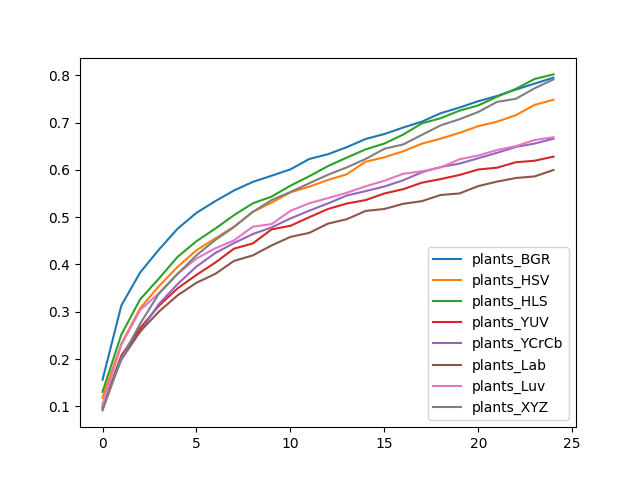 0.8
0.7
0.6
0.5
0.4
0.3
0.2
0.1
0 5 10 15 20 25
plants_BGR
plants_HSV
plants_HLS
plants_YUV
plants_YCrCb
plants_Lab
plants_Luv
plants_XYZ